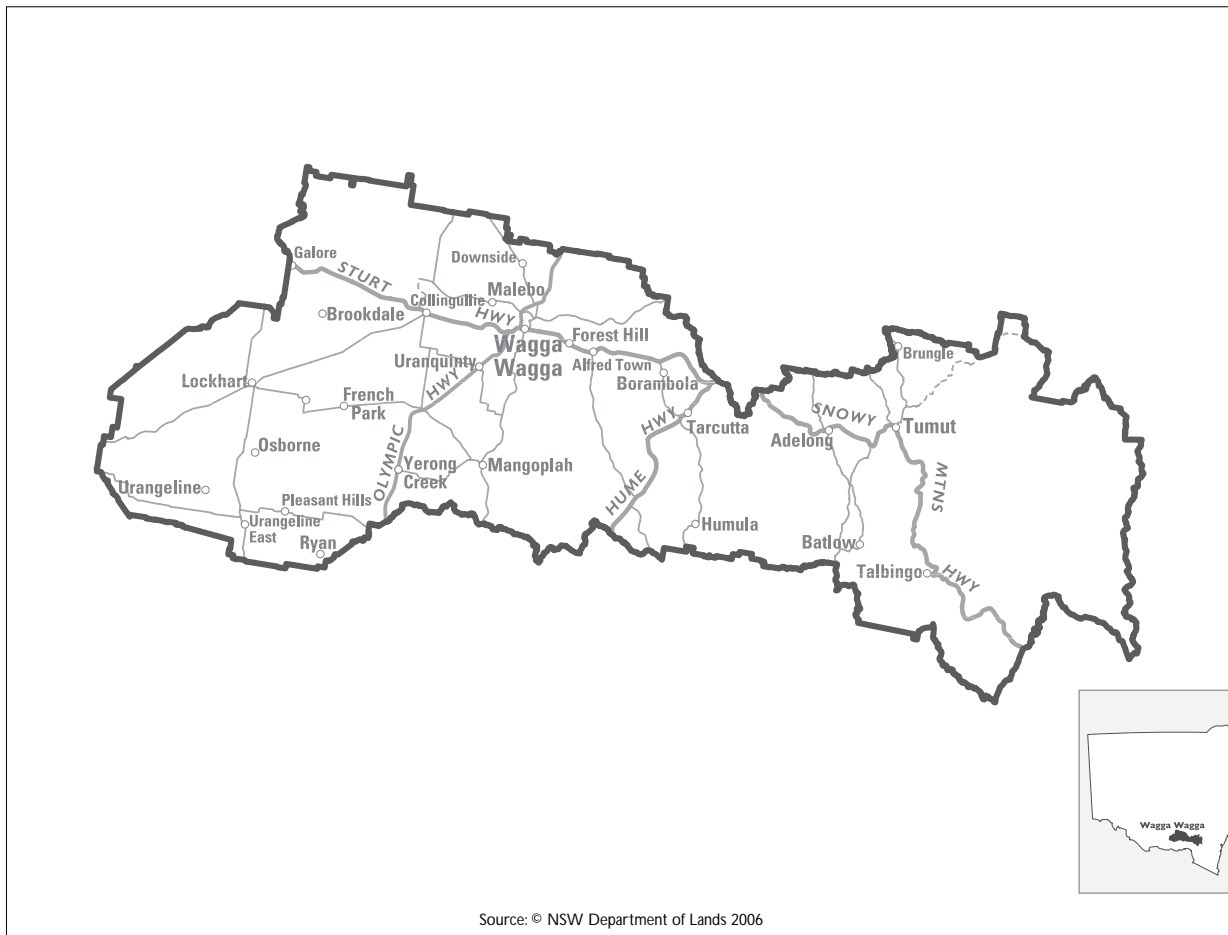 Galore
STURT
Downside
Malebo
Collingullie
HWY
Brookdale
Wagga
Wagga
Forest Hill
Alfred Town
Borambola
Uranquinty
HWY
Brungle
Lockhart
French
Park
SNOWY
Tumut
Adelong
HWY
Tarcutta
Osborne
OLYMPIC
Yerong
Creek
Mangoplah
MTNS
HUME
Urangeline
Pleasant Hills
Urangeline
East
Ryan
Humula
Batlow
Talbingo
HWY
Wagga Wagga
Source: © NSW Department of Lands 2006